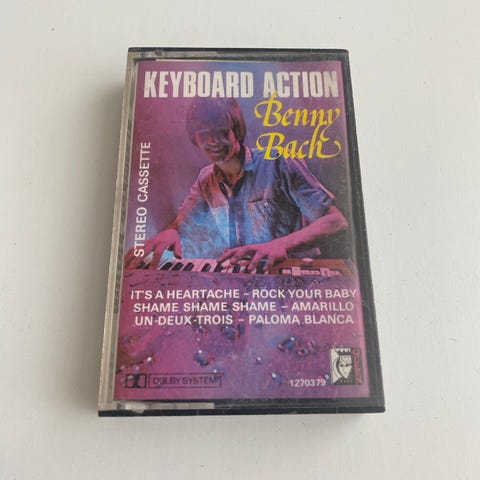 KEYBOARD ACTION
Benny
Bach
STEREO CASSETTE
IT'S A HEARTACHE – ROCK YOUR BABY
SHAME SHAME SHAME – AMARILLO
UN-DEUX-TROIS – PALOMA BLANCA
DOLBY SYSTEM
1270379